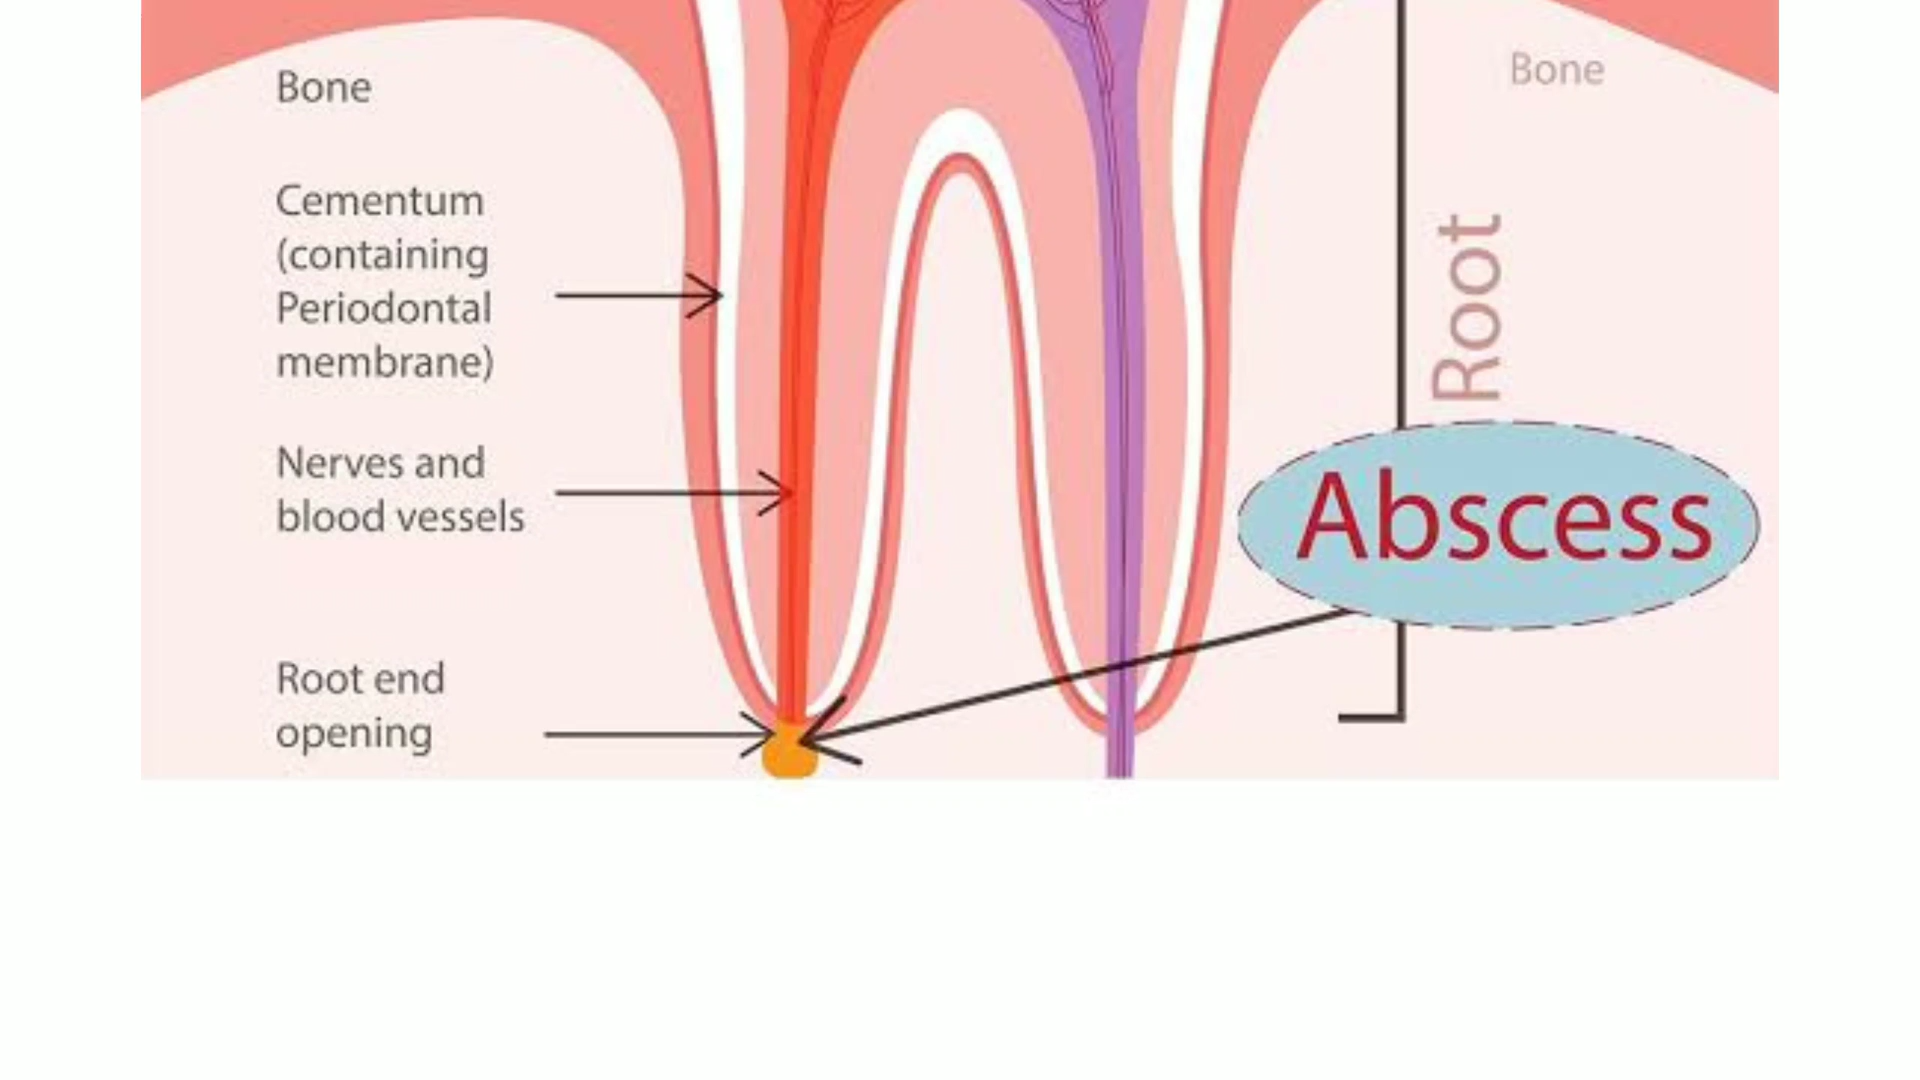 Bone
Cementum
(containing
Periodontal
membrane)
Nerves and
blood vessels
Root end
opening
Bone
Root
Abscess